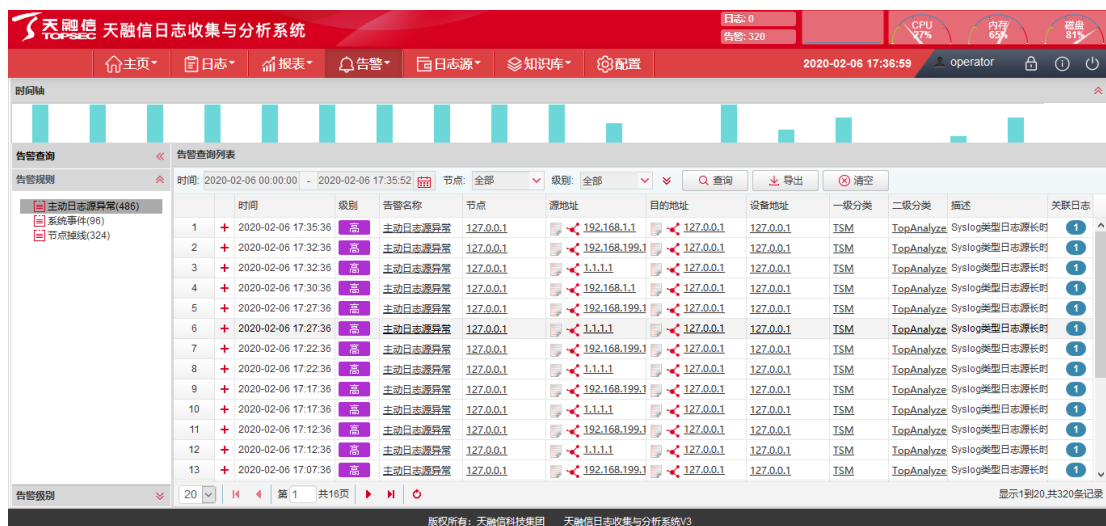 天融信 TOPSEC 天融信日志收集与分析系统
日志: 0
告警: 320
CPU 27%
内存 65%
磁盘 81%
主页 日志 报表 告警 日志源 知识库 配置 2020-02-06 17:36:59 operator
时间轴
告警查询 告警查询列表
告警规则 时间: 2020-02-06 00:00:00 - 2020-02-06 17:35:52 节点: 全部 级别: 全部 查询 导出 清空
主动日志源异常(486)
系统事件(96)
节点掉线(324)
时间 级别 告警名称 节点 源地址 目的地址 设备地址 一级分类 二级分类 描述 关联日志
1 + 2020-02-06 17:35:36 高 主动日志源异常 127.0.0.1 192.168.1.1 127.0.0.1 127.0.0.1 TSM TopAnalyze Syslog类型日志源长时 1
2 + 2020-02-06 17:32:36 高 主动日志源异常 127.0.0.1 192.168.199.1 127.0.0.1 127.0.0.1 TSM TopAnalyze Syslog类型日志源长时 1
3 + 2020-02-06 17:32:36 高 主动日志源异常 127.0.0.1 1.1.1.1 127.0.0.1 127.0.0.1 TSM TopAnalyze Syslog类型日志源长时 1
4 + 2020-02-06 17:30:36 高 主动日志源异常 127.0.0.1 192.168.1.1 127.0.0.1 127.0.0.1 TSM TopAnalyze Syslog类型日志源长时 1
5 + 2020-02-06 17:27:36 高 主动日志源异常 127.0.0.1 192.168.199.1 127.0.0.1 127.0.0.1 TSM TopAnalyze Syslog类型日志源长时 1
6 + 2020-02-06 17:27:36 高 主动日志源异常 127.0.0.1 1.1.1.1 127.0.0.1 127.0.0.1 TSM TopAnalyze Syslog类型日志源长时 1
7 + 2020-02-06 17:22:36 高 主动日志源异常 127.0.0.1 192.168.199.1 127.0.0.1 127.0.0.1 TSM TopAnalyze Syslog类型日志源长时 1
8 + 2020-02-06 17:22:36 高 主动日志源异常 127.0.0.1 1.1.1.1 127.0.0.1 127.0.0.1 TSM TopAnalyze Syslog类型日志源长时 1
9 + 2020-02-06 17:17:36 高 主动日志源异常 127.0.0.1 192.168.199.1 127.0.0.1 127.0.0.1 TSM TopAnalyze Syslog类型日志源长时 1
10 + 2020-02-06 17:17:36 高 主动日志源异常 127.0.0.1 1.1.1.1 127.0.0.1 127.0.0.1 TSM TopAnalyze Syslog类型日志源长时 1
11 + 2020-02-06 17:12:36 高 主动日志源异常 127.0.0.1 192.168.199.1 127.0.0.1 127.0.0.1 TSM TopAnalyze Syslog类型日志源长时 1
12 + 2020-02-06 17:12:36 高 主动日志源异常 127.0.0.1 1.1.1.1 127.0.0.1 127.0.0.1 TSM TopAnalyze Syslog类型日志源长时 1
13 + 2020-02-06 17:07:36 高 主动日志源异常 127.0.0.1 192.168.199.1 127.0.0.1 127.0.0.1 TSM TopAnalyze Syslog类型日志源长时 1
告警级别 20 第 1 共16页 显示1到20,共320条记录
版权所有: 天融信科技集团 天融信日志收集与分析系统V3